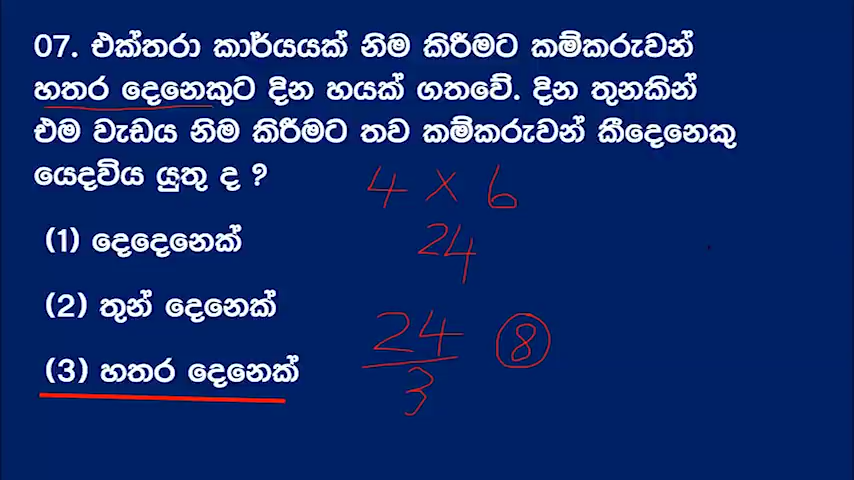 07. එක්තරා කාර්යයක් නිම කිරීමට කම්කරුවන්
හතර දෙනෙකුට දින හයක් ගතවේ. දින තුනකින්
එම වැඩය නිම කිරීමට තව කම්කරුවන් කීදෙනෙකු
යෙදවිය යුතු ද ?
4 × 6
(1) දෙදෙනෙක්
24
(2) තුන් දෙනෙක්
24
3
8
(3) හතර දෙනෙක්